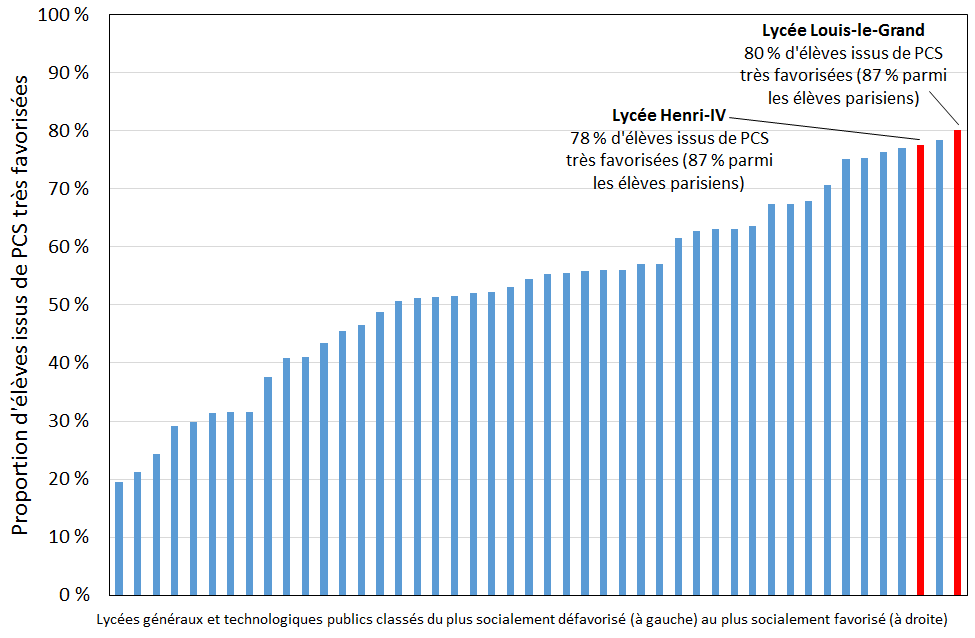 Proportion d'élèves issus de PCS très favorisées
100 %
90 %
80 %
70 %
60 %
50 %
40 %
30 %
20 %
10 %
0 %
Lycée Louis-le-Grand
80 % d'élèves issus de PCS
très favorisées (87 % parmi
les élèves parisiens)
Lycée Henri-IV
78 % d'élèves issus de PCS
très favorisées (87 % parmi
les élèves parisiens)
Lycées généraux et technologiques publics classés du plus socialement défavorisé (à gauche) au plus socialement favorisé (à droite)